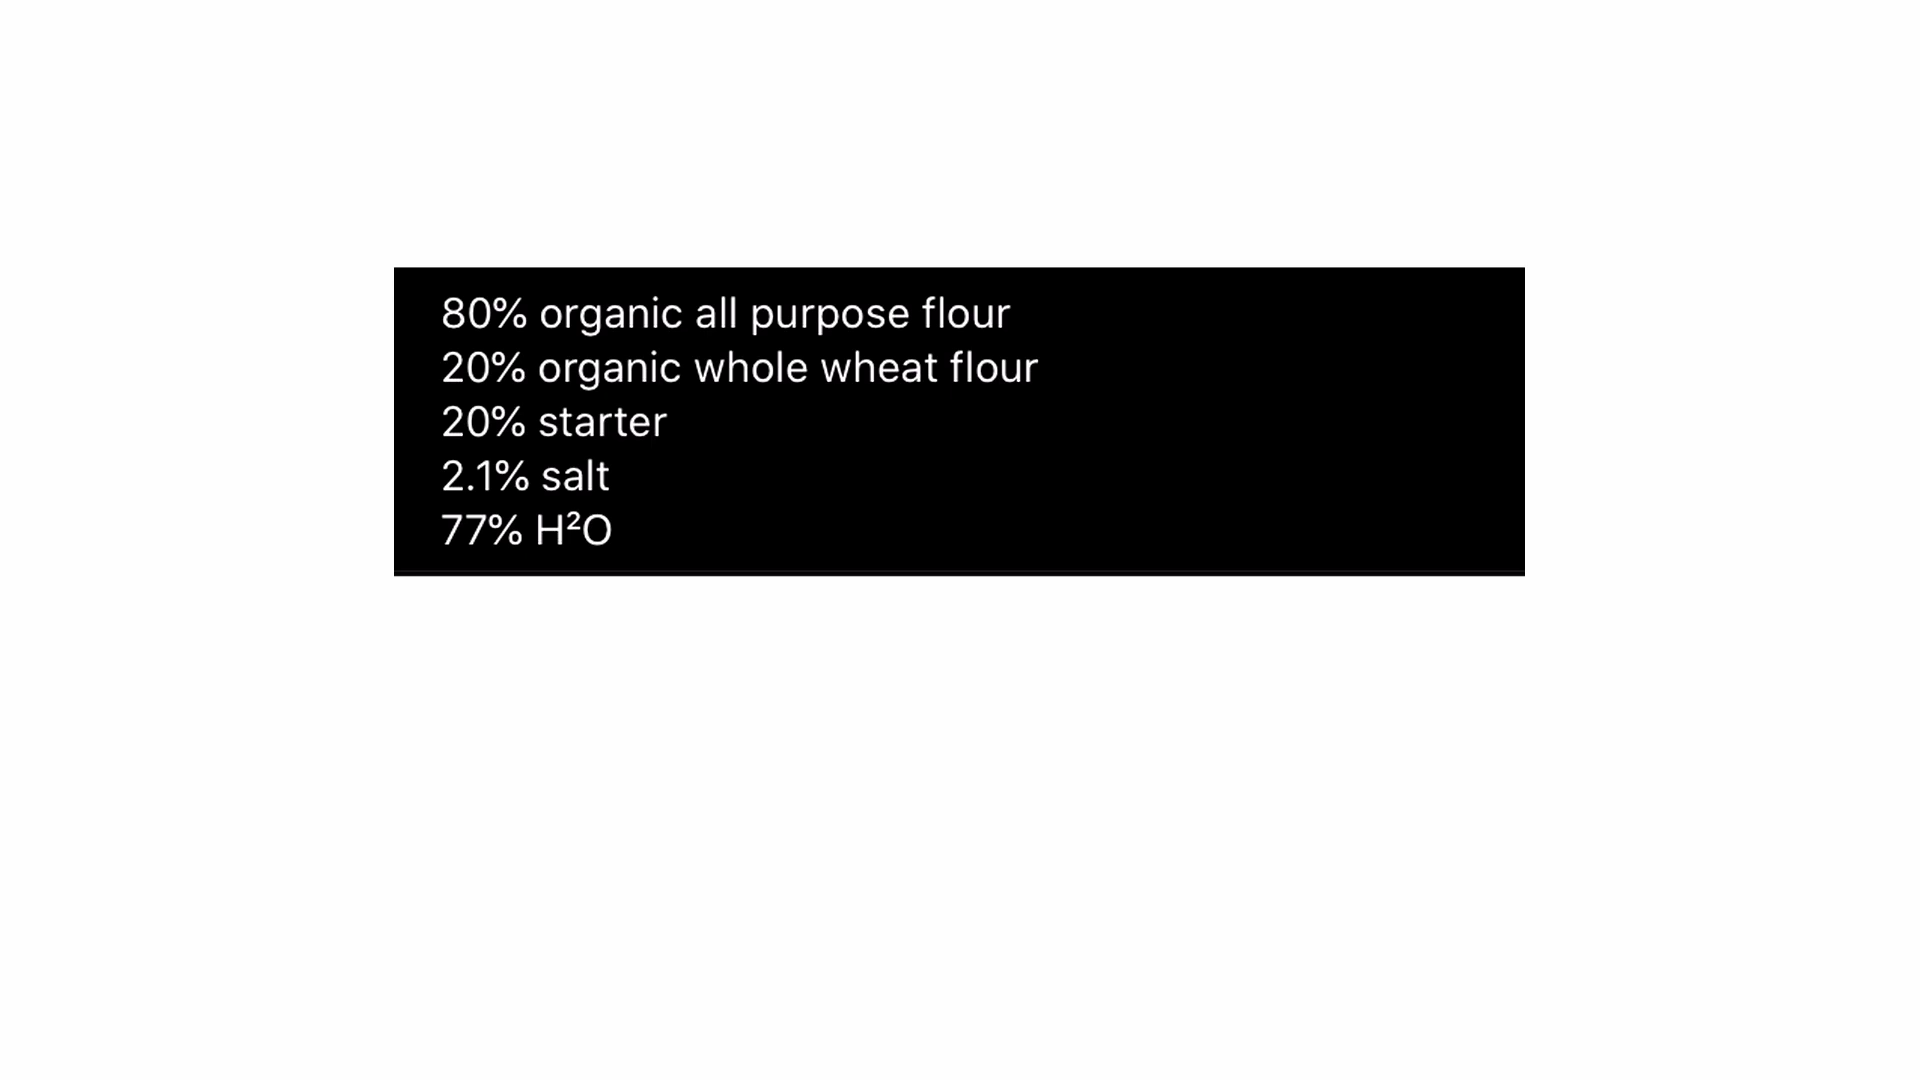 80% organic all purpose flour
20% organic whole wheat flour
20% starter
2.1% salt
77% H²O